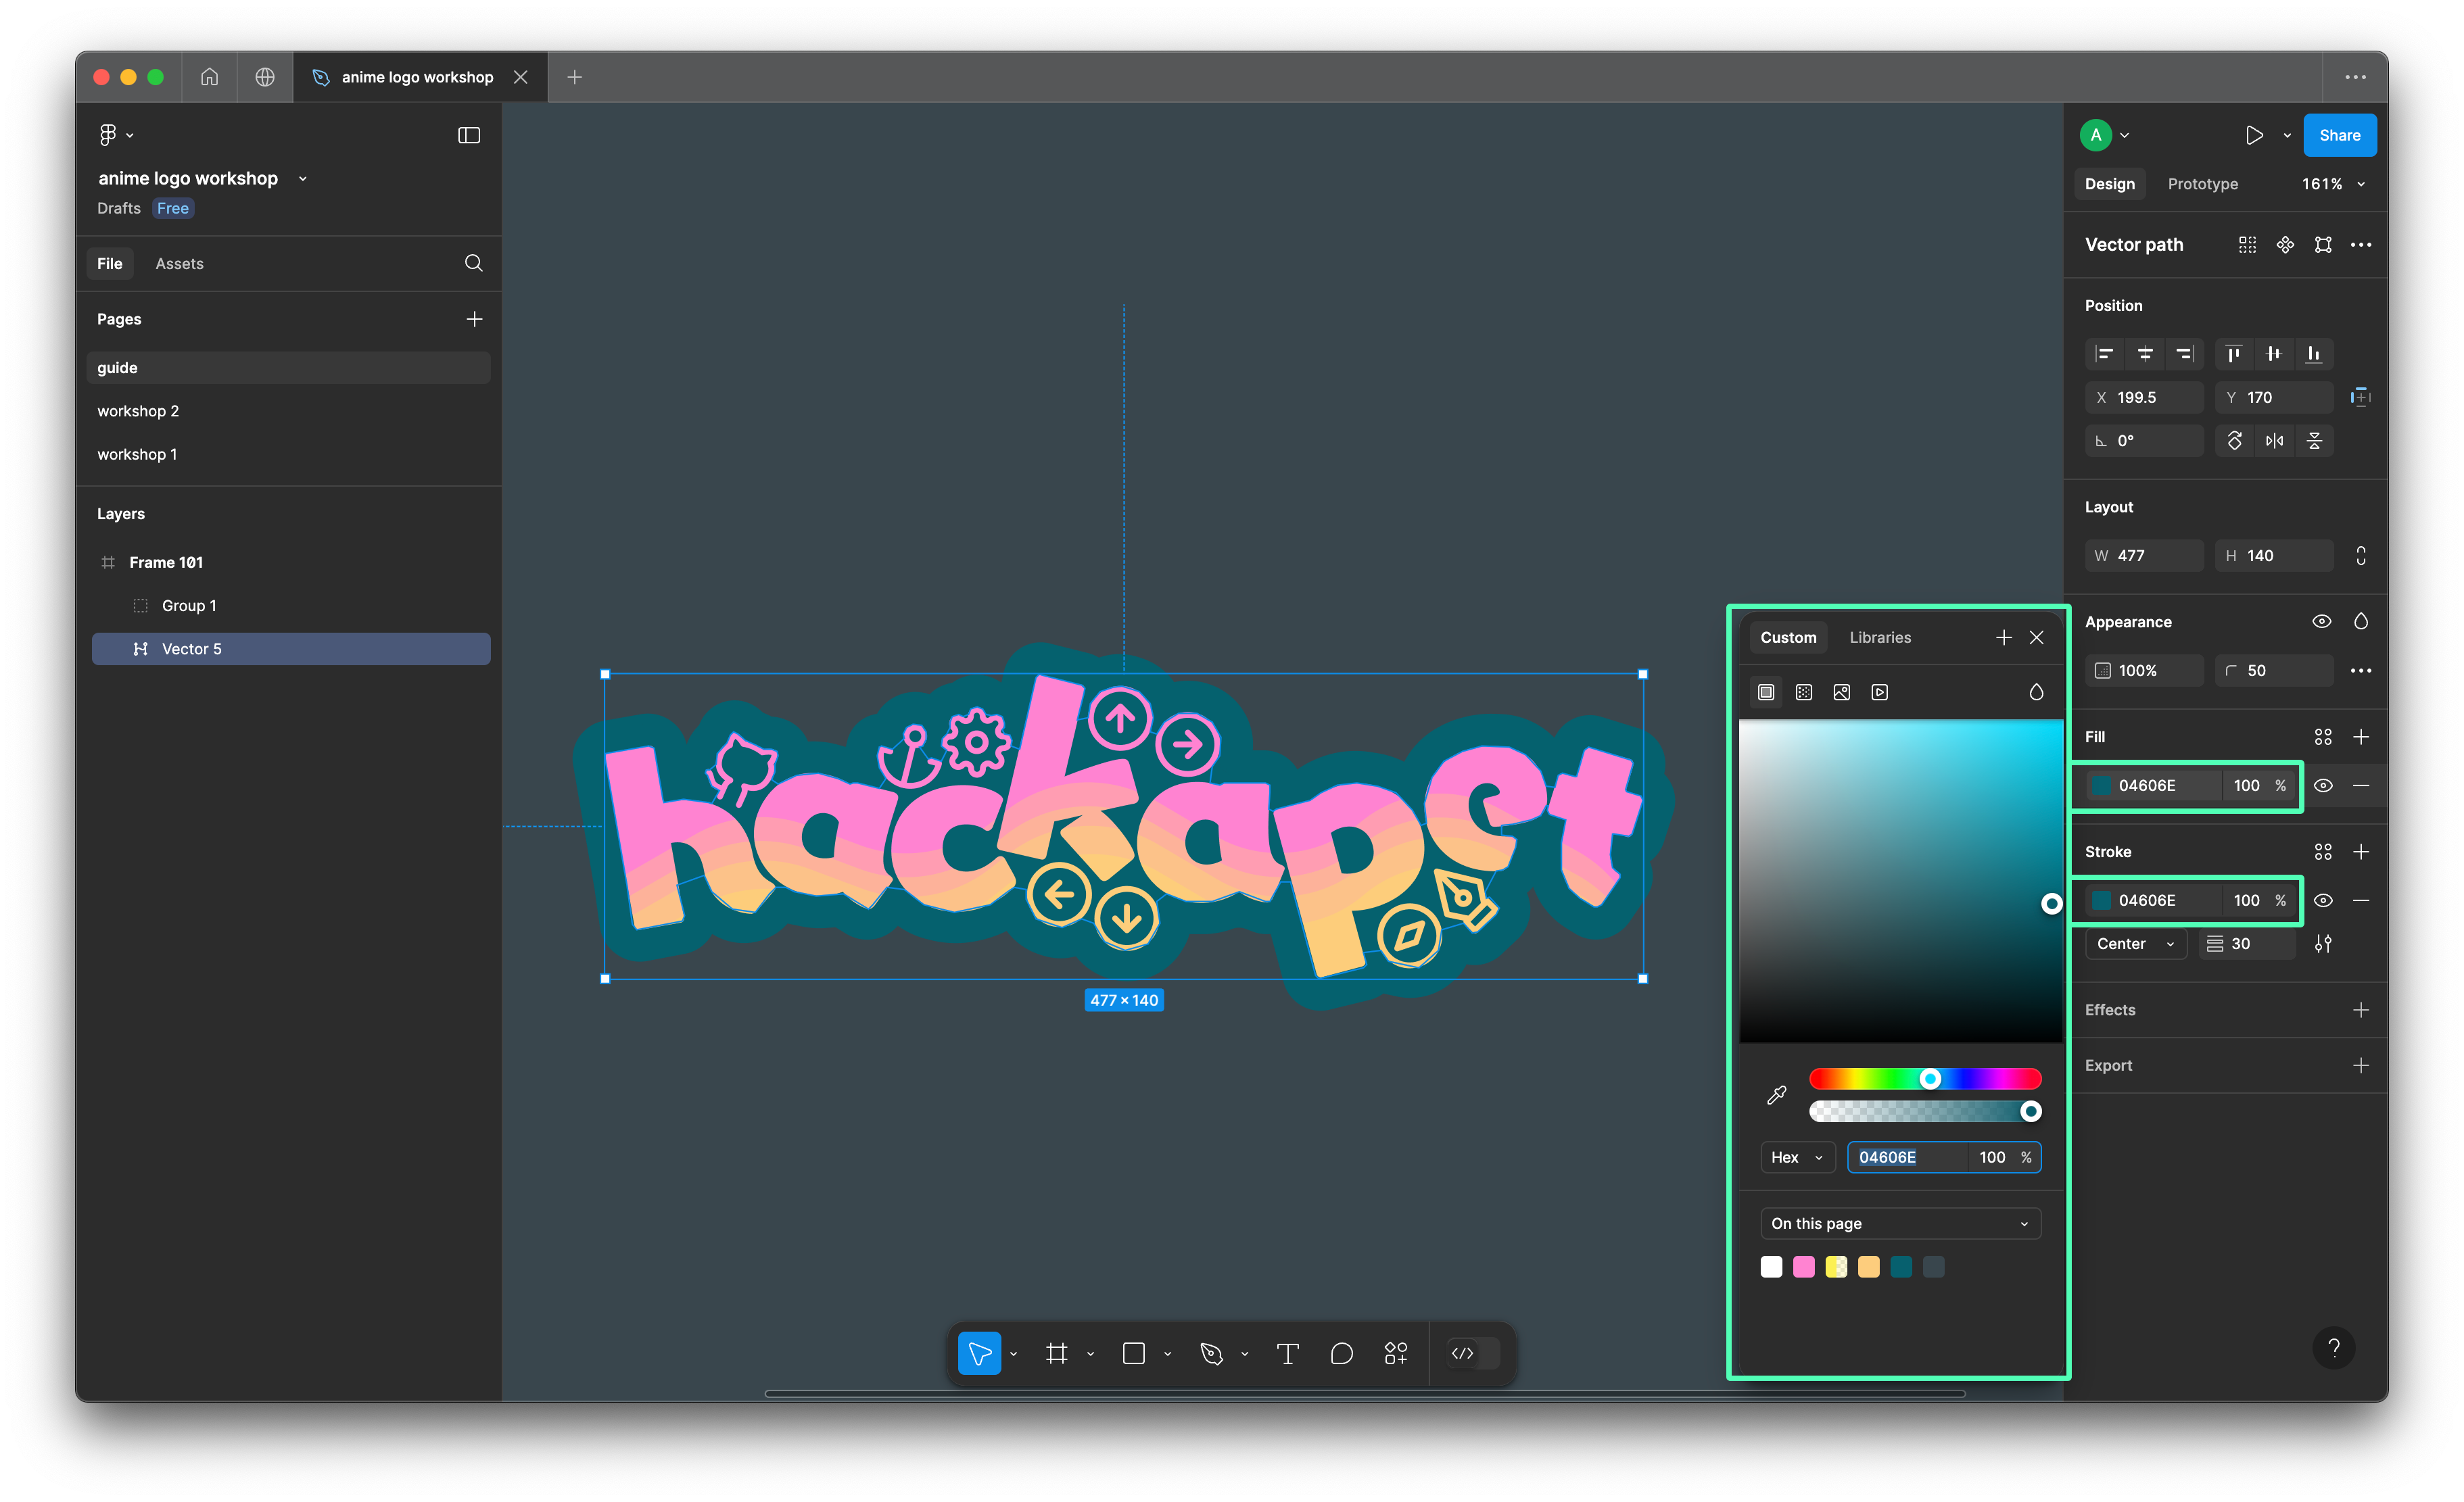 anime logo workshop
anime logo workshop
Drafts Free
File Assets
Pages
guide
workshop 2
workshop 1
Layers
Frame 101
Group 1
Vector 5
hackapet
477 × 140
Custom Libraries
Hex 04606E 100 %
On this page
A Share
Design Prototype 161%
Vector path
Position
X 199.5 Y 170
0°
Layout
W 477 H 140
Appearance
100% 50
Fill
04606E 100 %
Stroke
04606E 100 %
Center 30
Effects
Export
?